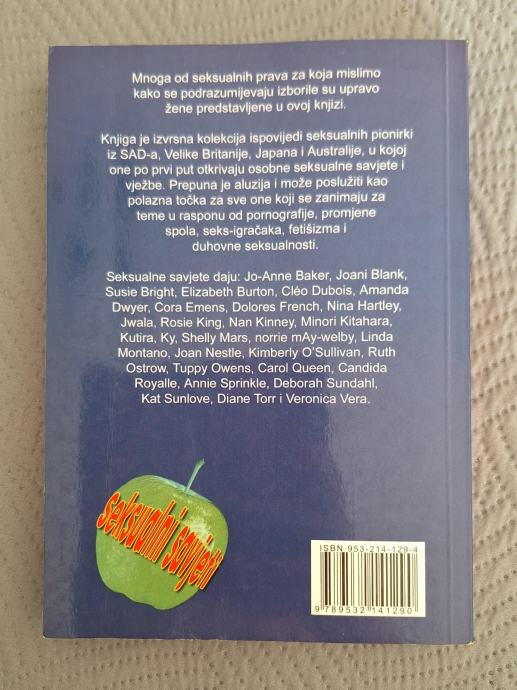 Mnoga od seksualnih prava za koja mislimo
kako se podrazumijevaju izborile su upravo
žene predstavljene u ovoj knjizi.
Knjiga je izvrsna kolekcija ispovijedi seksualnih pionirki
iz SAD-a, Velike Britanije, Japana i Australije, u kojoj
one po prvi put otkrivaju osobne seksualne savjete i
vježbe. Prepuna je aluzija i može poslužiti kao
polazna točka za sve one koji se zanimaju za
teme u rasponu od pornografije, promjene
spola, seks-igračaka, fetišizma i
duhovne seksualnosti.
Seksualne savjete daju: Jo-Anne Baker, Joani Blank,
Susie Bright, Elizabeth Burton, Cléo Dubois, Amanda
Dwyer, Cora Emens, Dolores French, Nina Hartley,
Jwala, Rosie King, Nan Kinney, Minori Kitahara,
Kutira, Ky, Shelly Mars, norrie mAy-welby, Linda
Montano, Joan Nestle, Kimberly O'Sullivan, Ruth
Ostrow, Tuppy Owens, Carol Queen, Candida
Royalle, Annie Sprinkle, Deborah Sundahl,
Kat Sunlove, Diane Torr i Veronica Vera.
seksualni savjeti
ISBN 953-214-129-4
9 789532 141290